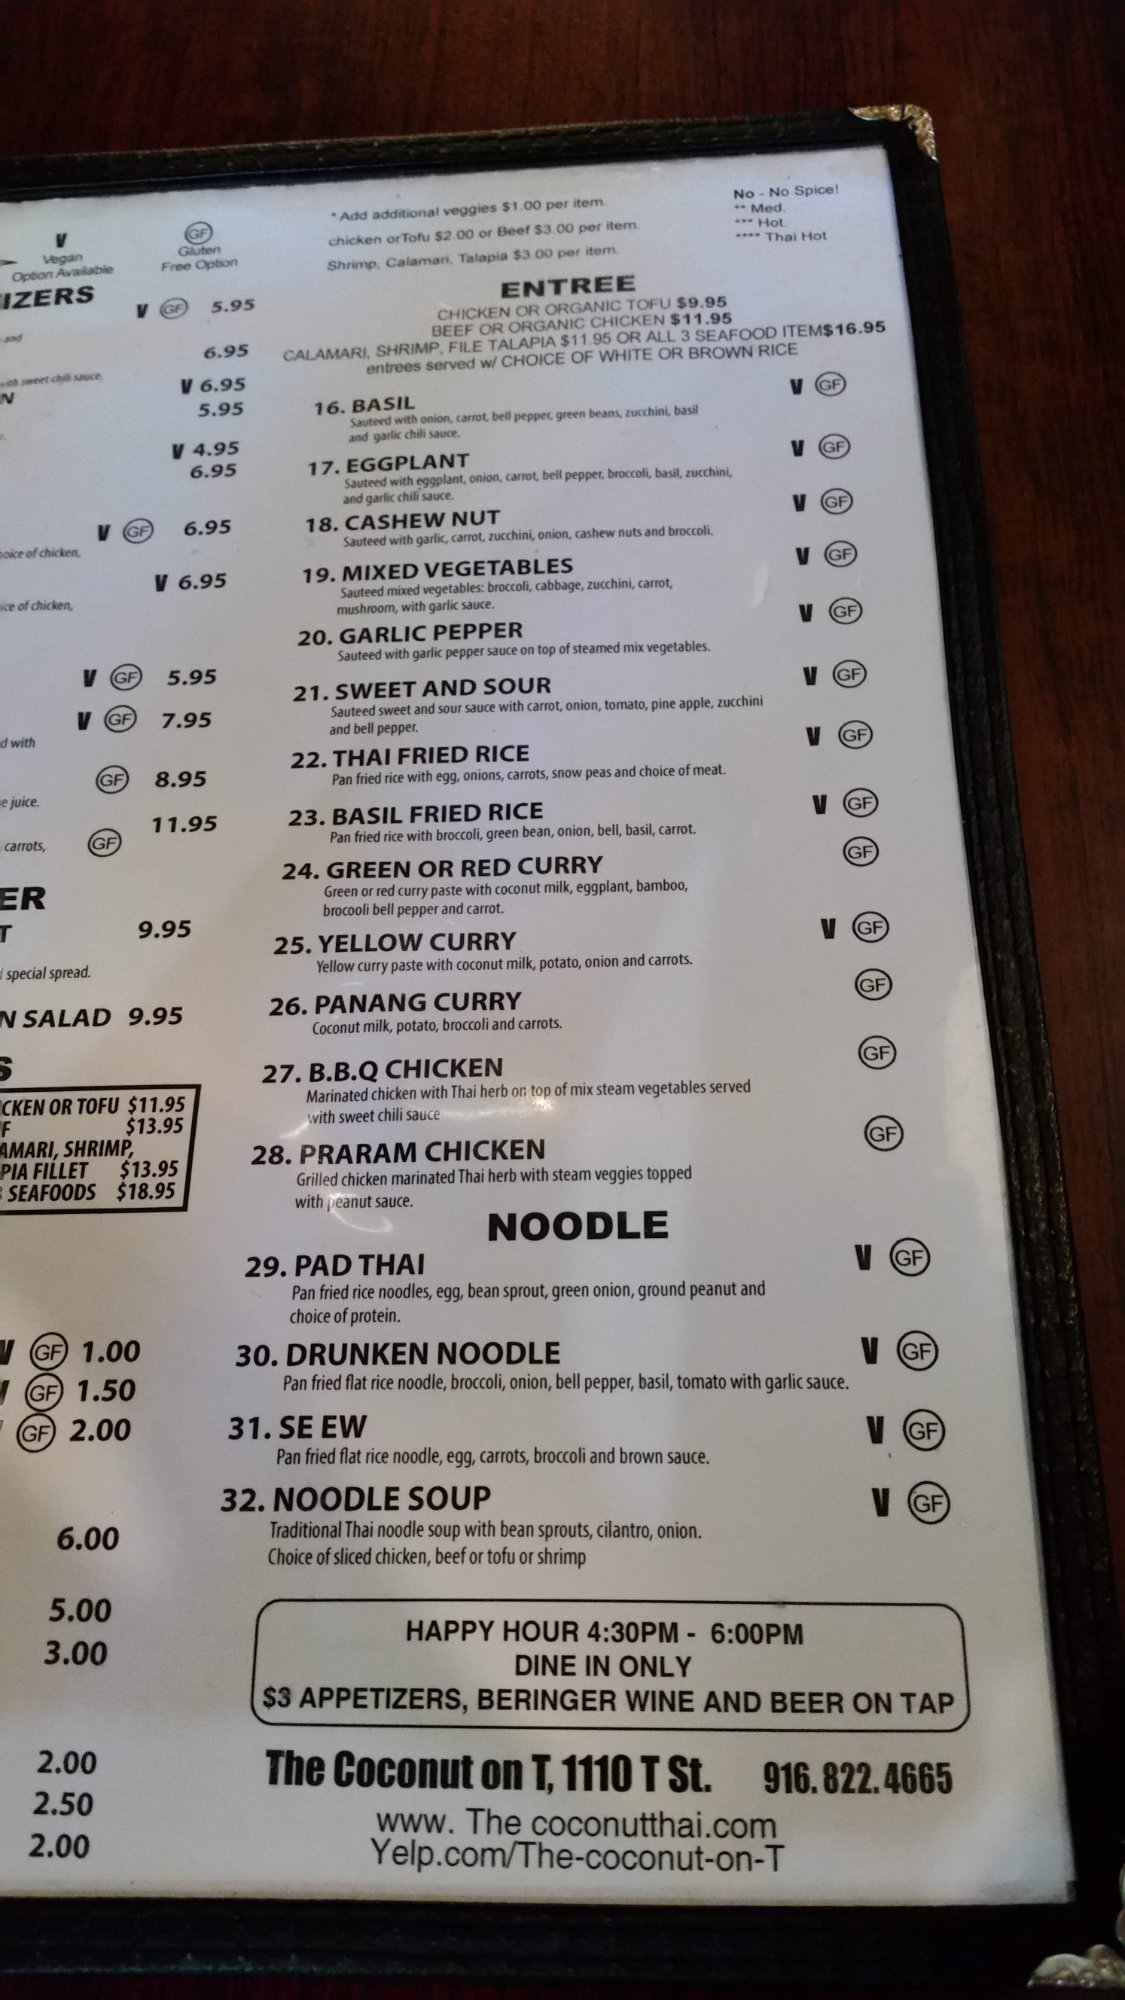 V
Vegan
Option Available
GF
Gluten
Free Option
IZERS
V GF 5.95
and
6.95
with sweet chili sauce.
N
V 6.95
5.95
V 4.95
6.95
V GF 6.95
of chicken,
V 6.95
of chicken,
V GF 5.95
V GF 7.95
d with
GF 8.95
e juice.
11.95
carrots, GF
ER
T 9.95
special spread.
N SALAD 9.95
S
CKEN OR TOFU $11.95
F $13.95
AMARI, SHRIMP,
PIA FILLET $13.95
SEAFOODS $18.95
V GF 1.00
GF 1.50
GF 2.00
6.00
5.00
3.00
2.00
2.50
2.00
* Add additional veggies $1.00 per item.
chicken orTofu $2.00 or Beef $3.00 per item.
Shrimp, Calamari, Talapia $3.00 per item.
No - No Spice!
** Med.
*** Hot.
**** Thai Hot
ENTREE
CHICKEN OR ORGANIC TOFU $9.95
BEEF OR ORGANIC CHICKEN $11.95
CALAMARI, SHRIMP, FILE TALAPIA $11.95 OR ALL 3 SEAFOOD ITEM$16.95
entrees served w/ CHOICE OF WHITE OR BROWN RICE
16. BASIL V GF
Sauteed with onion, carrot, bell pepper, green beans, zucchini, basil
and garlic chili sauce.
17. EGGPLANT V GF
Sauteed with eggplant, onion, carrot, bell pepper, broccoli, basil, zucchini,
and garlic chili sauce.
18. CASHEW NUT V GF
Sauteed with garlic, carrot, zucchini, onion, cashew nuts and broccoli.
19. MIXED VEGETABLES V GF
Sauteed mixed vegetables: broccoli, cabbage, zucchini, carrot,
mushroom, with garlic sauce.
20. GARLIC PEPPER V GF
Sauteed with garlic pepper sauce on top of steamed mix vegetables.
21. SWEET AND SOUR V GF
Sauteed sweet and sour sauce with carrot, onion, tomato, pine apple, zucchini
and bell pepper.
22. THAI FRIED RICE V GF
Pan fried rice with egg, onions, carrots, snow peas and choice of meat.
23. BASIL FRIED RICE V GF
Pan fried rice with broccoli, green bean, onion, bell, basil, carrot.
24. GREEN OR RED CURRY GF
Green or red curry paste with coconut milk, eggplant, bamboo,
brocooli bell pepper and carrot.
25. YELLOW CURRY V GF
Yellow curry paste with coconut milk, potato, onion and carrots.
26. PANANG CURRY GF
Coconut milk, potato, broccoli and carrots.
27. B.B.Q CHICKEN GF
Marinated chicken with Thai herb on top of mix steam vegetables served
with sweet chili sauce
28. PRARAM CHICKEN GF
Grilled chicken marinated Thai herb with steam veggies topped
with peanut sauce.
NOODLE
29. PAD THAI V GF
Pan fried rice noodles, egg, bean sprout, green onion, ground peanut and
choice of protein.
30. DRUNKEN NOODLE V GF
Pan fried flat rice noodle, broccoli, onion, bell pepper, basil, tomato with garlic sauce.
31. SE EW V GF
Pan fried flat rice noodle, egg, carrots, broccoli and brown sauce.
32. NOODLE SOUP V GF
Traditional Thai noodle soup with bean sprouts, cilantro, onion.
Choice of sliced chicken, beef or tofu or shrimp
HAPPY HOUR 4:30PM - 6:00PM
DINE IN ONLY
$3 APPETIZERS, BERINGER WINE AND BEER ON TAP
The Coconut on T, 1110 T St. 916.822.4665
www. The coconutthai.com
Yelp.com/The-coconut-on-T